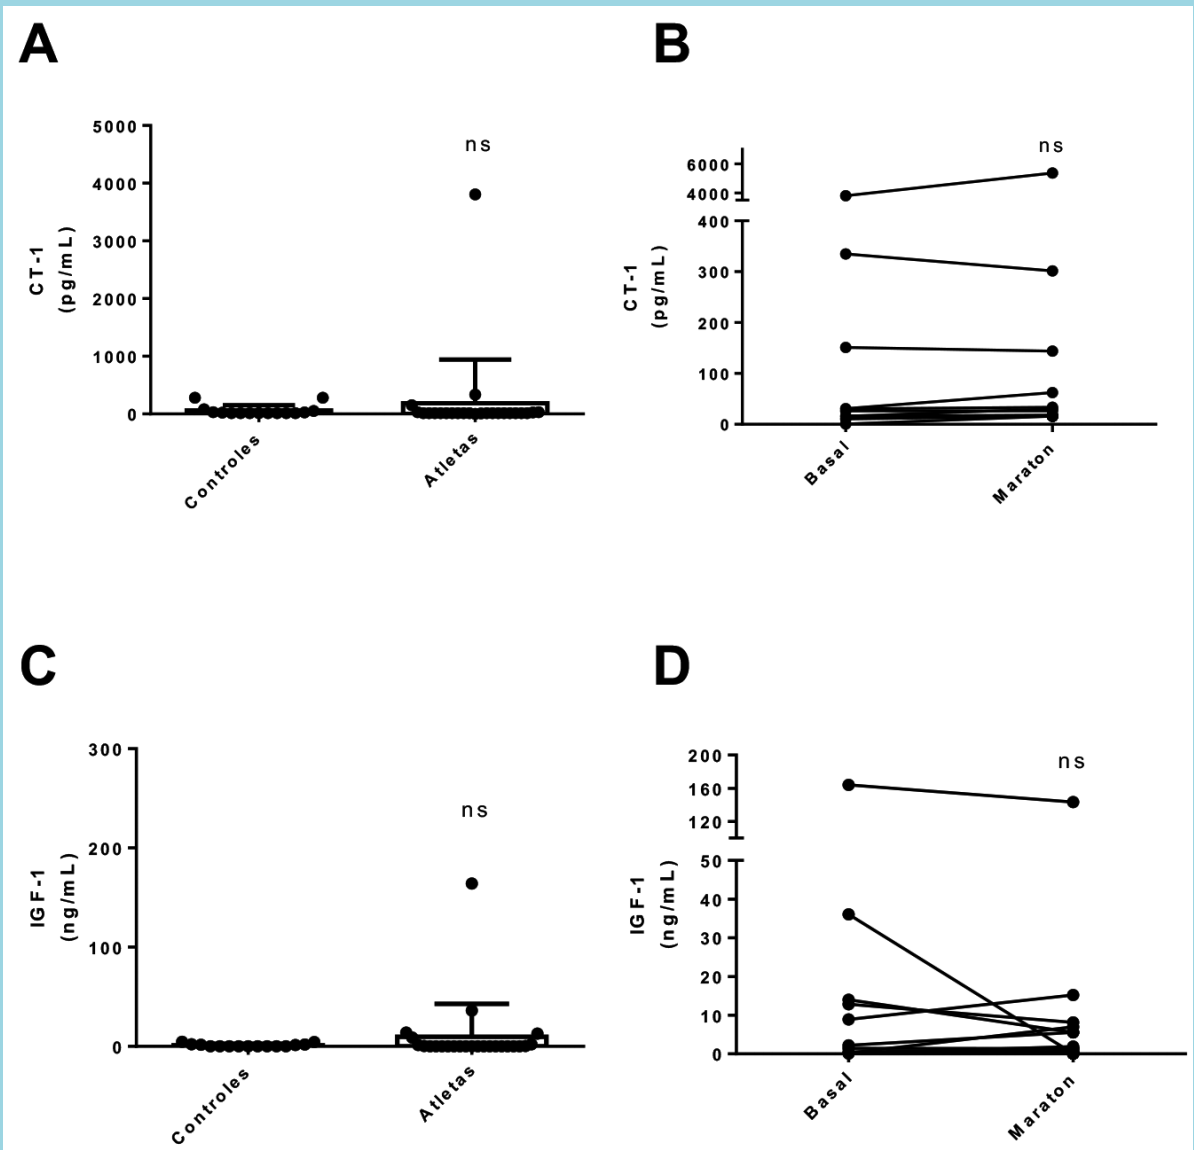 A
5000
4000
3000
2000
1000
0
CT-1
(pg/mL)
ns
Controles
Atletas
B
6000
4000
400
300
200
100
0
CT-1
(pg/mL)
ns
Basal
Maraton
C
300
200
100
0
IGF-1
(ng/mL)
ns
Controles
Atletas
D
200
160
120
50
40
30
20
10
0
IGF-1
(ng/mL)
ns
Basal
Maraton